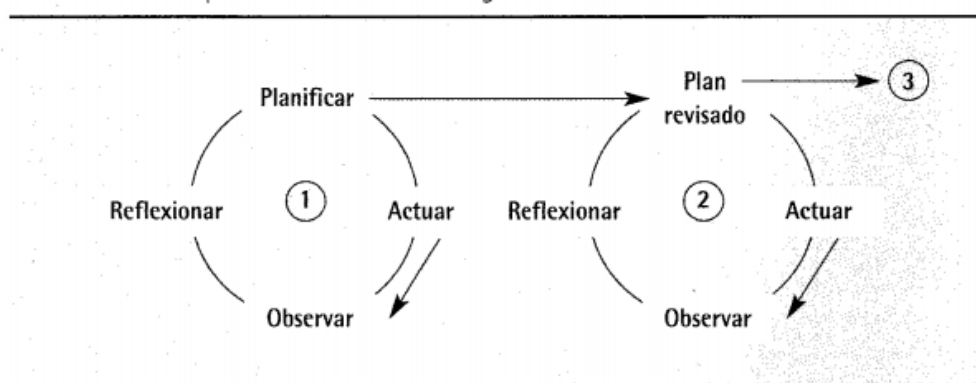 Planificar
Plan
revisado
3
Reflexionar
1
Actuar
Reflexionar
2
Actuar
Observar
Observar